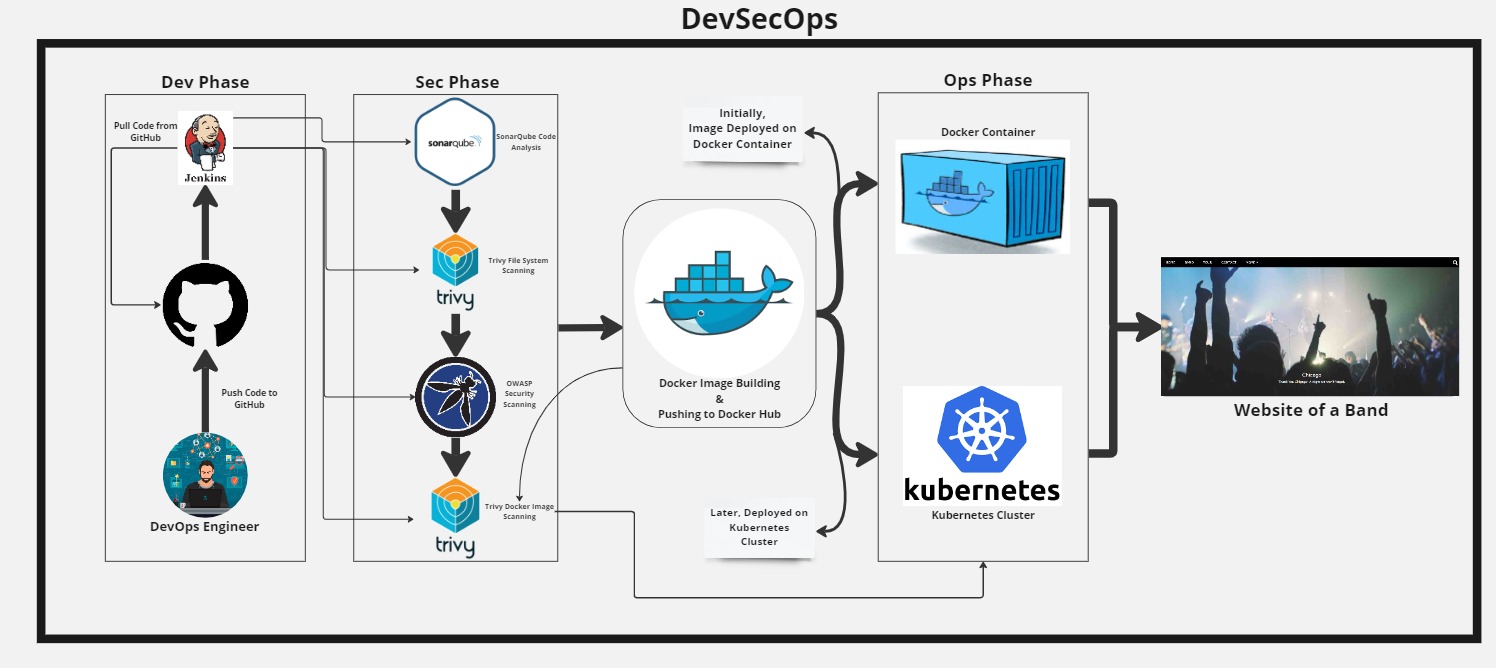 DevSecOps
Dev Phase
Pull Code from
GitHub
Jenkins
Push Code to
GitHub
DevOps Engineer
Sec Phase
sonarqube
SonarQube Code
Analysis
Trivy File System
Scanning
trivy
OWASP
Security
Scanning
Trivy Docker Image
Scanning
trivy
Docker Image Building
&
Pushing to Docker Hub
Initially,
Image Deployed on
Docker Container
Later, Deployed on
Kubernetes
Cluster
Ops Phase
Docker Container
kubernetes
Kubernetes Cluster
HOME BAND TOUR CONTACT MORE
Chicago
Website of a Band